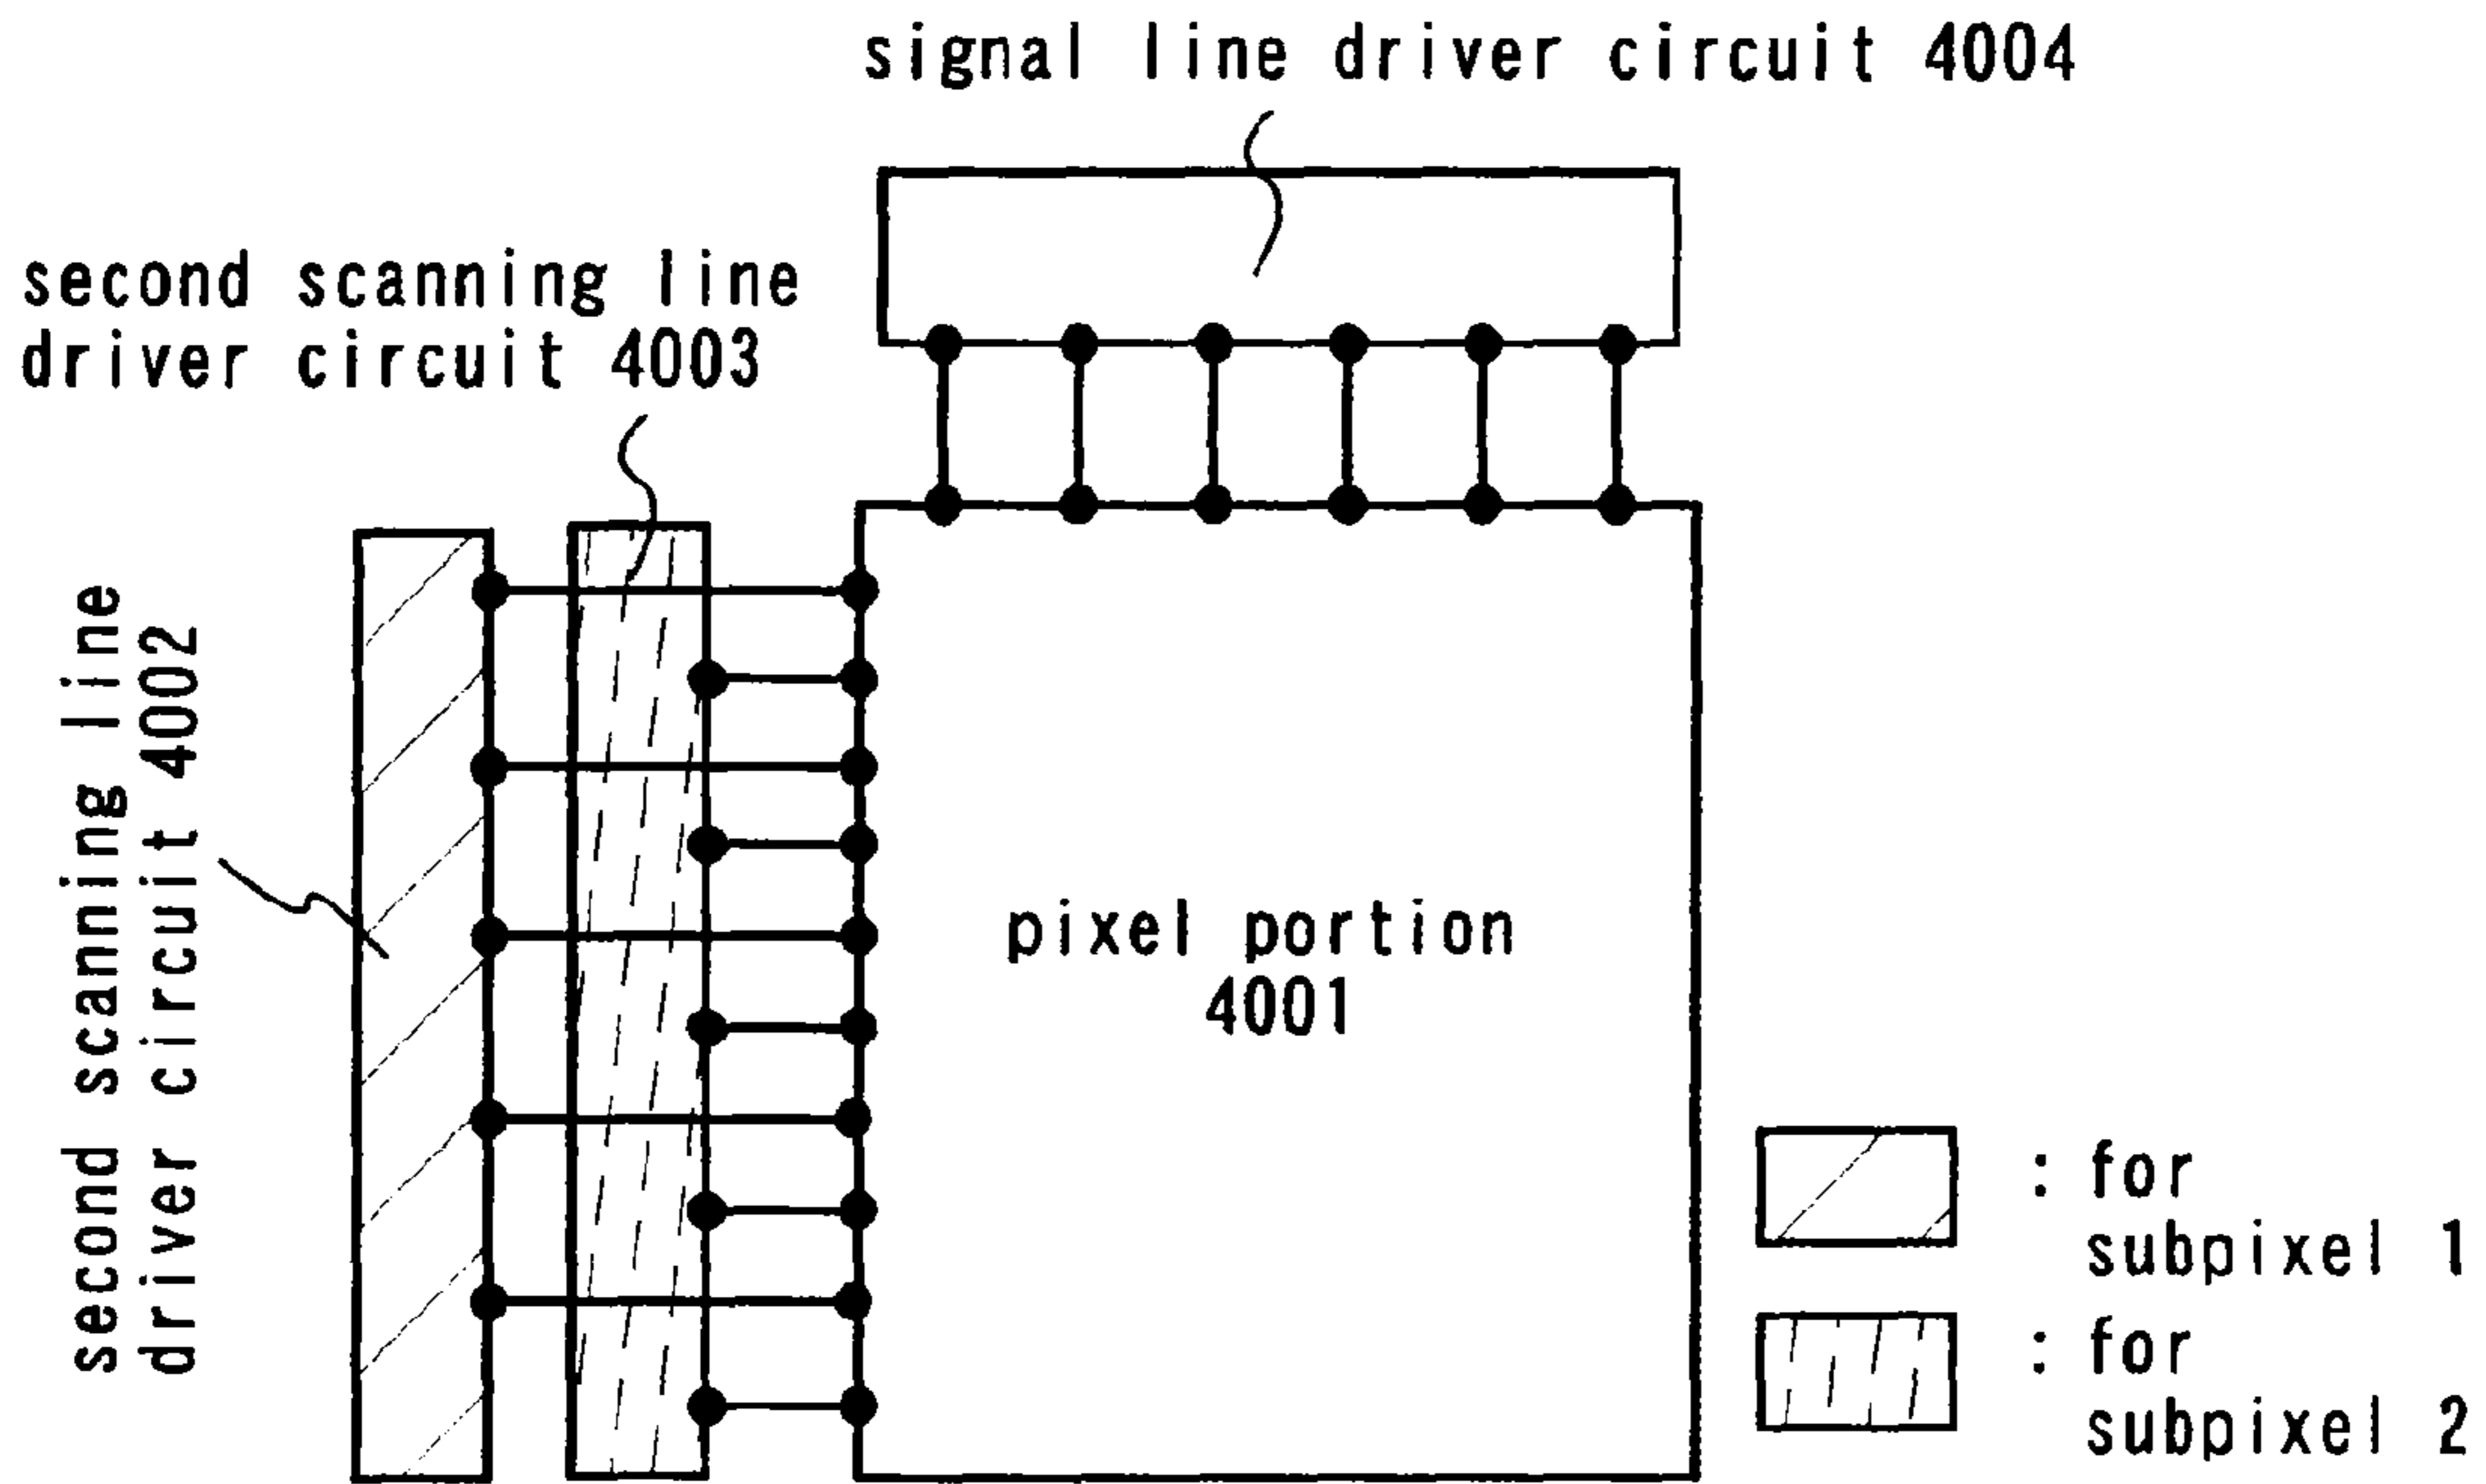 signal line driver circuit 4004
second scanning line
driver circuit 4003
second scanning line
driver circuit 4002
pixel portion
4001
: for
subpixel 1
: for
subpixel 2